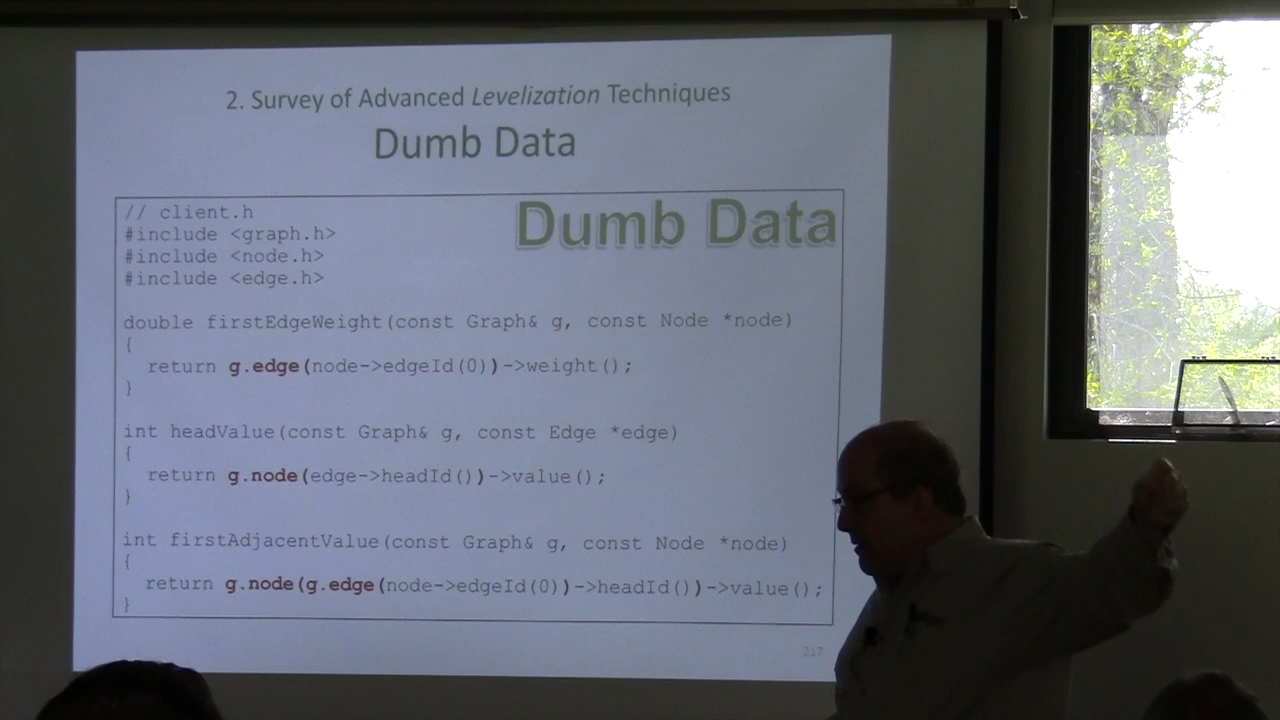 2. Survey of Advanced Levelization Techniques
Dumb Data
Dumb Data
// client.h
#include <graph.h>
#include <node.h>
#include <edge.h>
double firstEdgeWeight(const Graph& g, const Node *node)
{
return g.edge(node->edgeId(0))->weight();
}
int headValue(const Graph& g, const Edge *edge)
{
return g.node(edge->headId())->value();
}
int firstAdjacentValue(const Graph& g, const Node *node)
{
return g.node(g.edge(node->edgeId(0))->headId())->value();
}
217